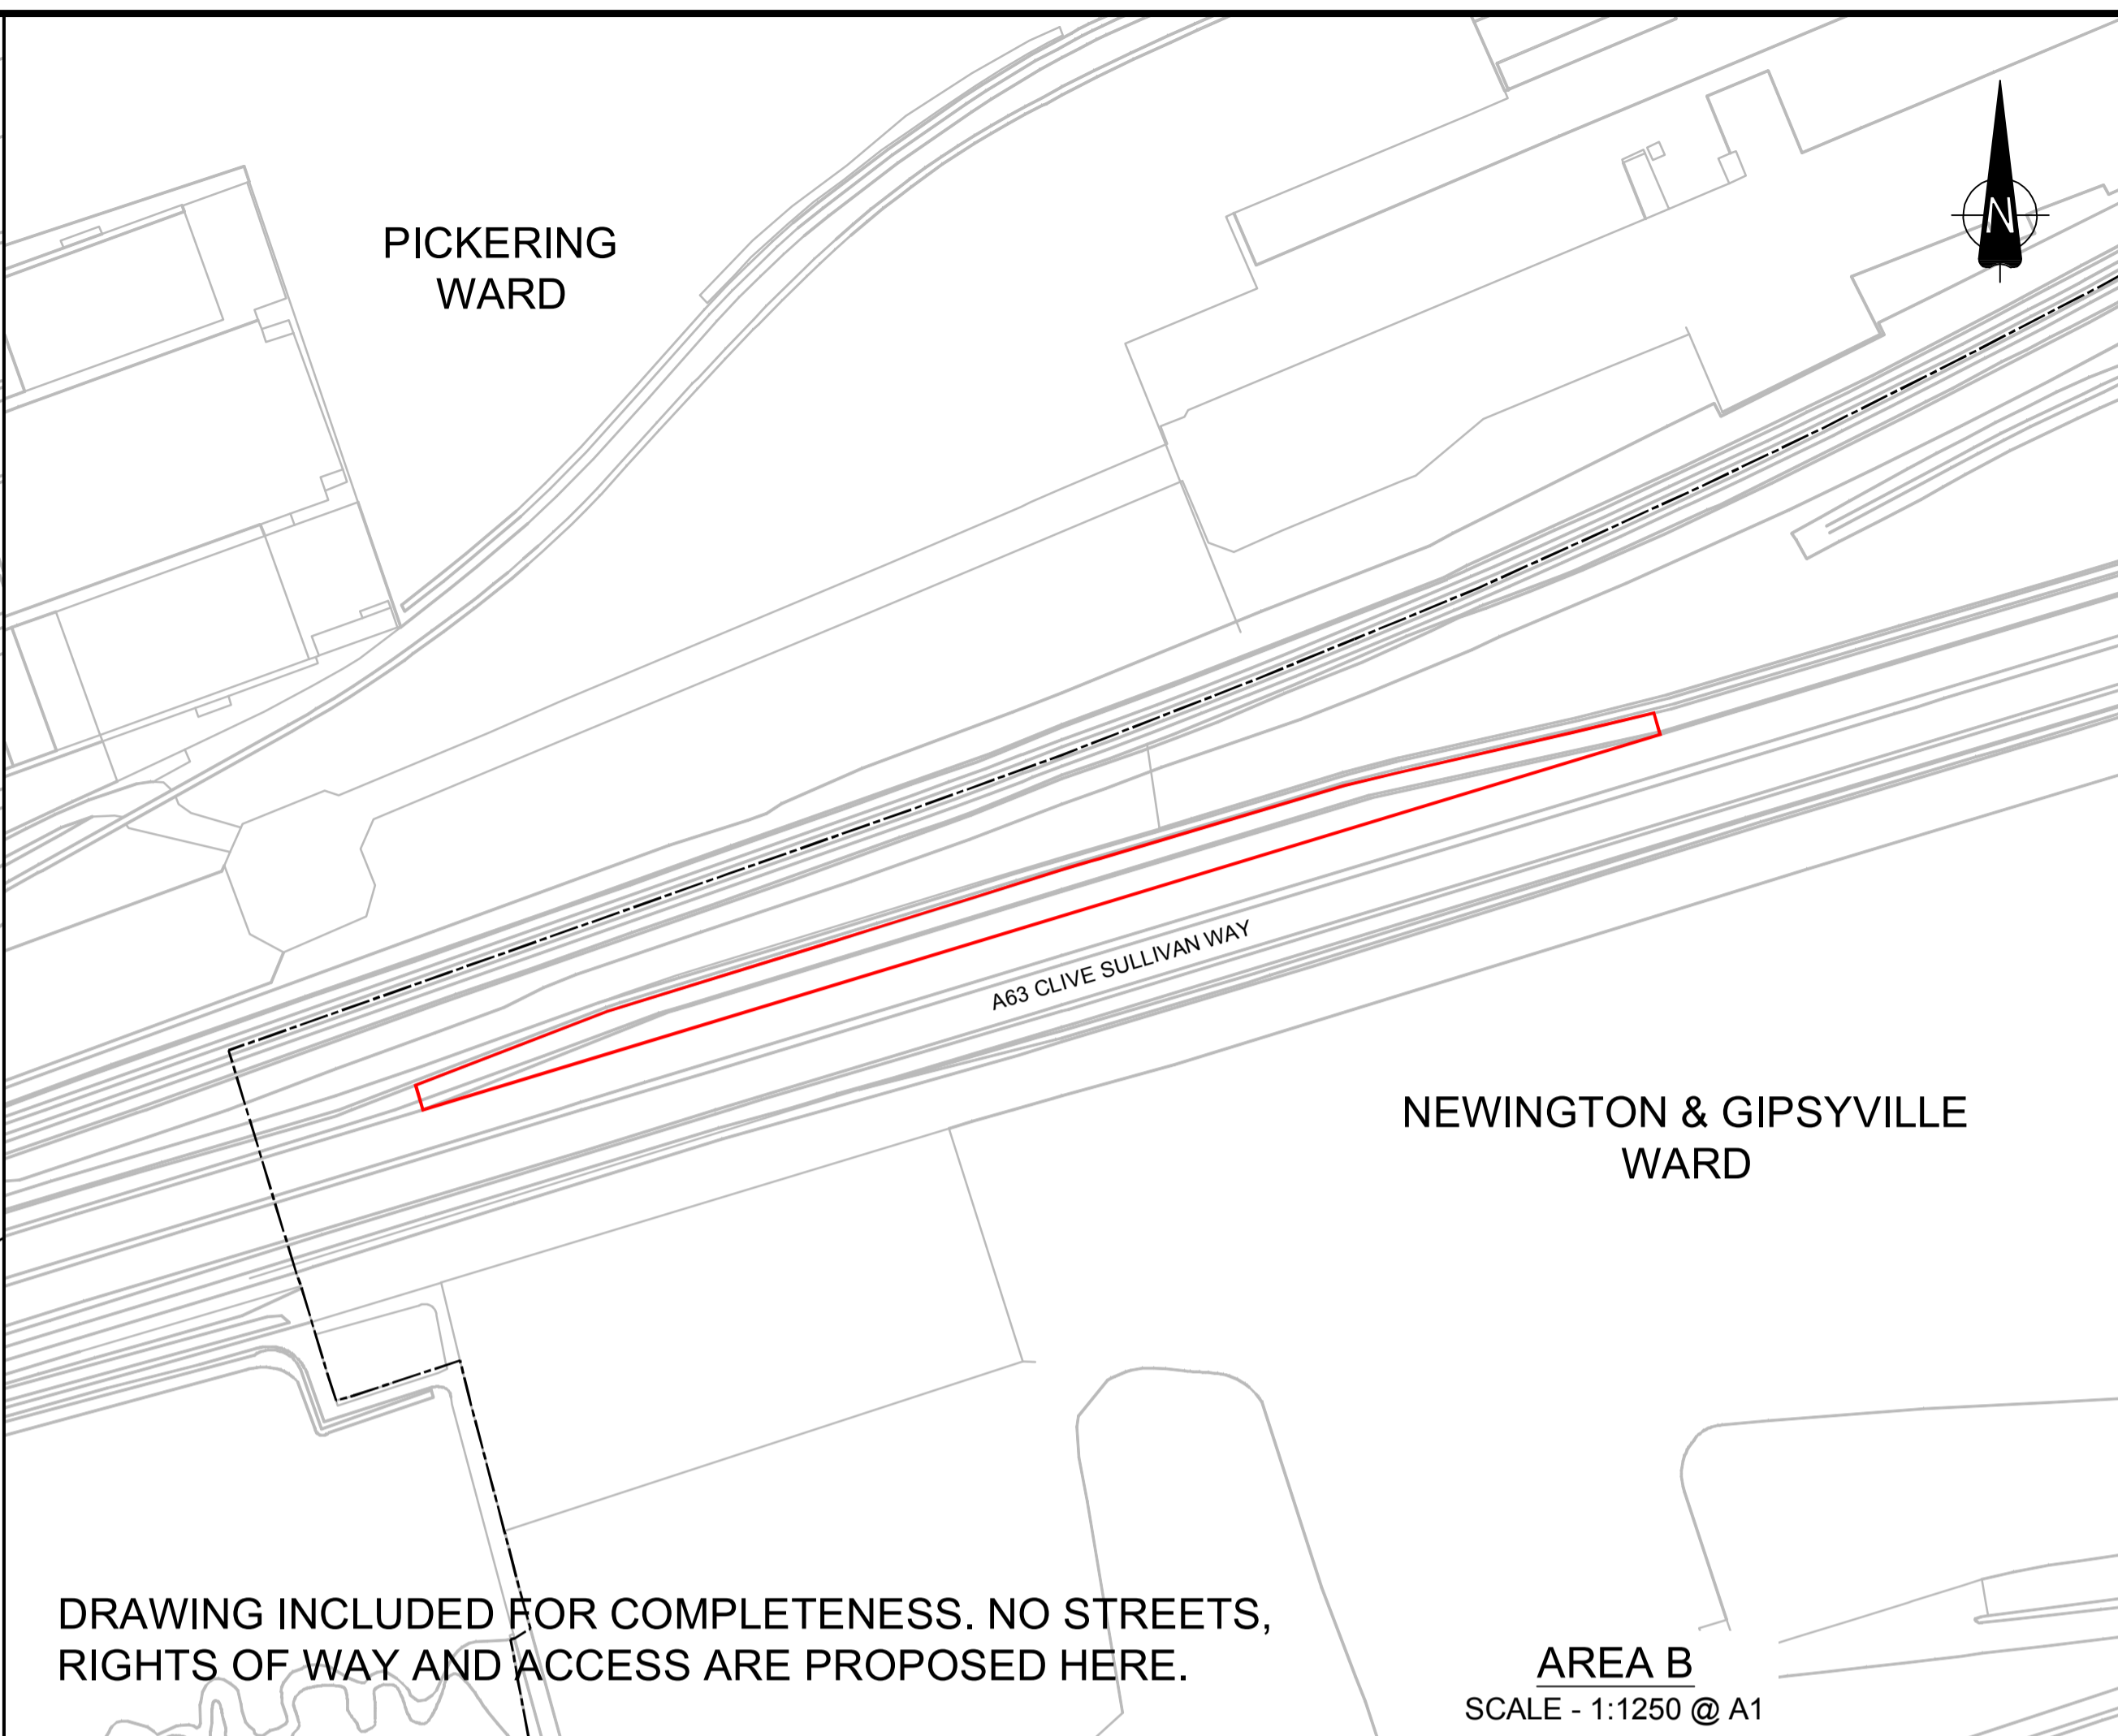 PICKERING
WARD
N
A63 CLIVE SULLIVAN WAY
NEWINGTON & GIPSYVILLE
WARD
DRAWING INCLUDED FOR COMPLETENESS. NO STREETS,
RIGHTS OF WAY AND ACCESS ARE PROPOSED HERE.
AREA B
SCALE - 1:1250 @ A1